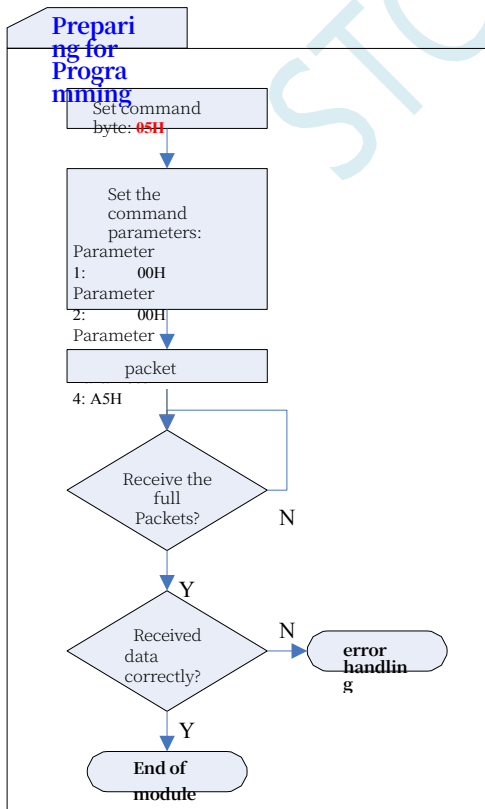 STC
Prepari
ng for
Progra
mming
Set command
byte: 05H
Set the
command
parameters:
Parameter
1: 00H
Parameter
2: 00H
Parameter
packet
4: A5H
Receive the
full
Packets?
N
Y
Received
data
correctly?
N
error
handlin
g
Y
End of
module